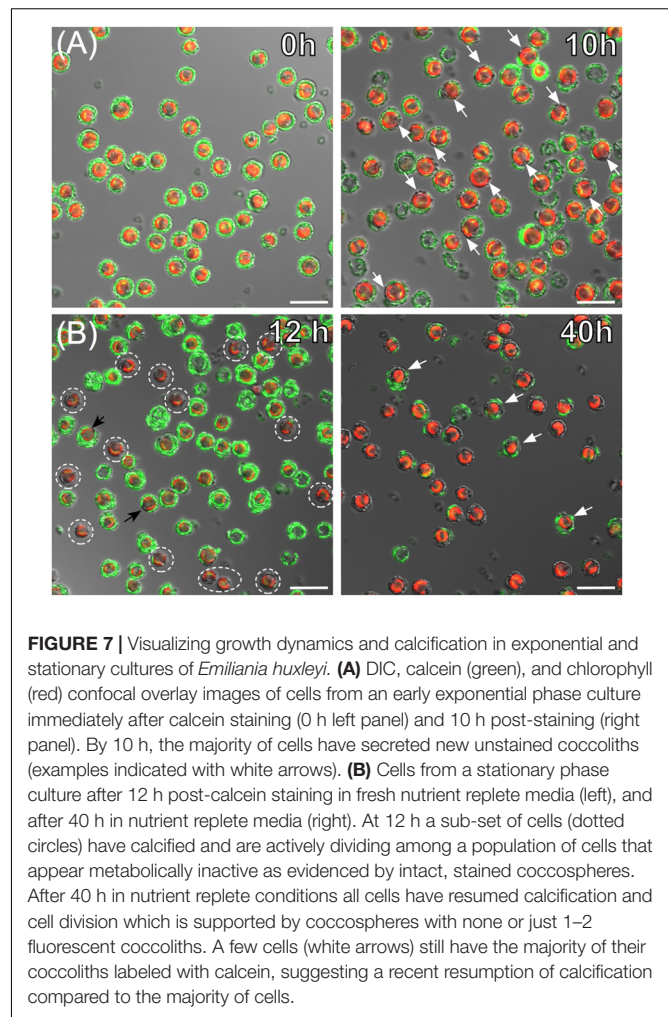 (A) 0h 10h
(B) 12 h 40h
FIGURE 7 | Visualizing growth dynamics and calcification in exponential and
stationary cultures of Emiliania huxleyi. (A) DIC, calcein (green), and chlorophyll
(red) confocal overlay images of cells from an early exponential phase culture
immediately after calcein staining (0 h left panel) and 10 h post-staining (right
panel). By 10 h, the majority of cells have secreted new unstained coccoliths
(examples indicated with white arrows). (B) Cells from a stationary phase
culture after 12 h post-calcein staining in fresh nutrient replete media (left), and
after 40 h in nutrient replete media (right). At 12 h a sub-set of cells (dotted
circles) have calcified and are actively dividing among a population of cells that
appear metabolically inactive as evidenced by intact, stained coccospheres.
After 40 h in nutrient replete conditions all cells have resumed calcification and
cell division which is supported by coccospheres with none or just 1–2
fluorescent coccoliths. A few cells (white arrows) still have the majority of their
coccoliths labeled with calcein, suggesting a recent resumption of calcification
compared to the majority of cells.